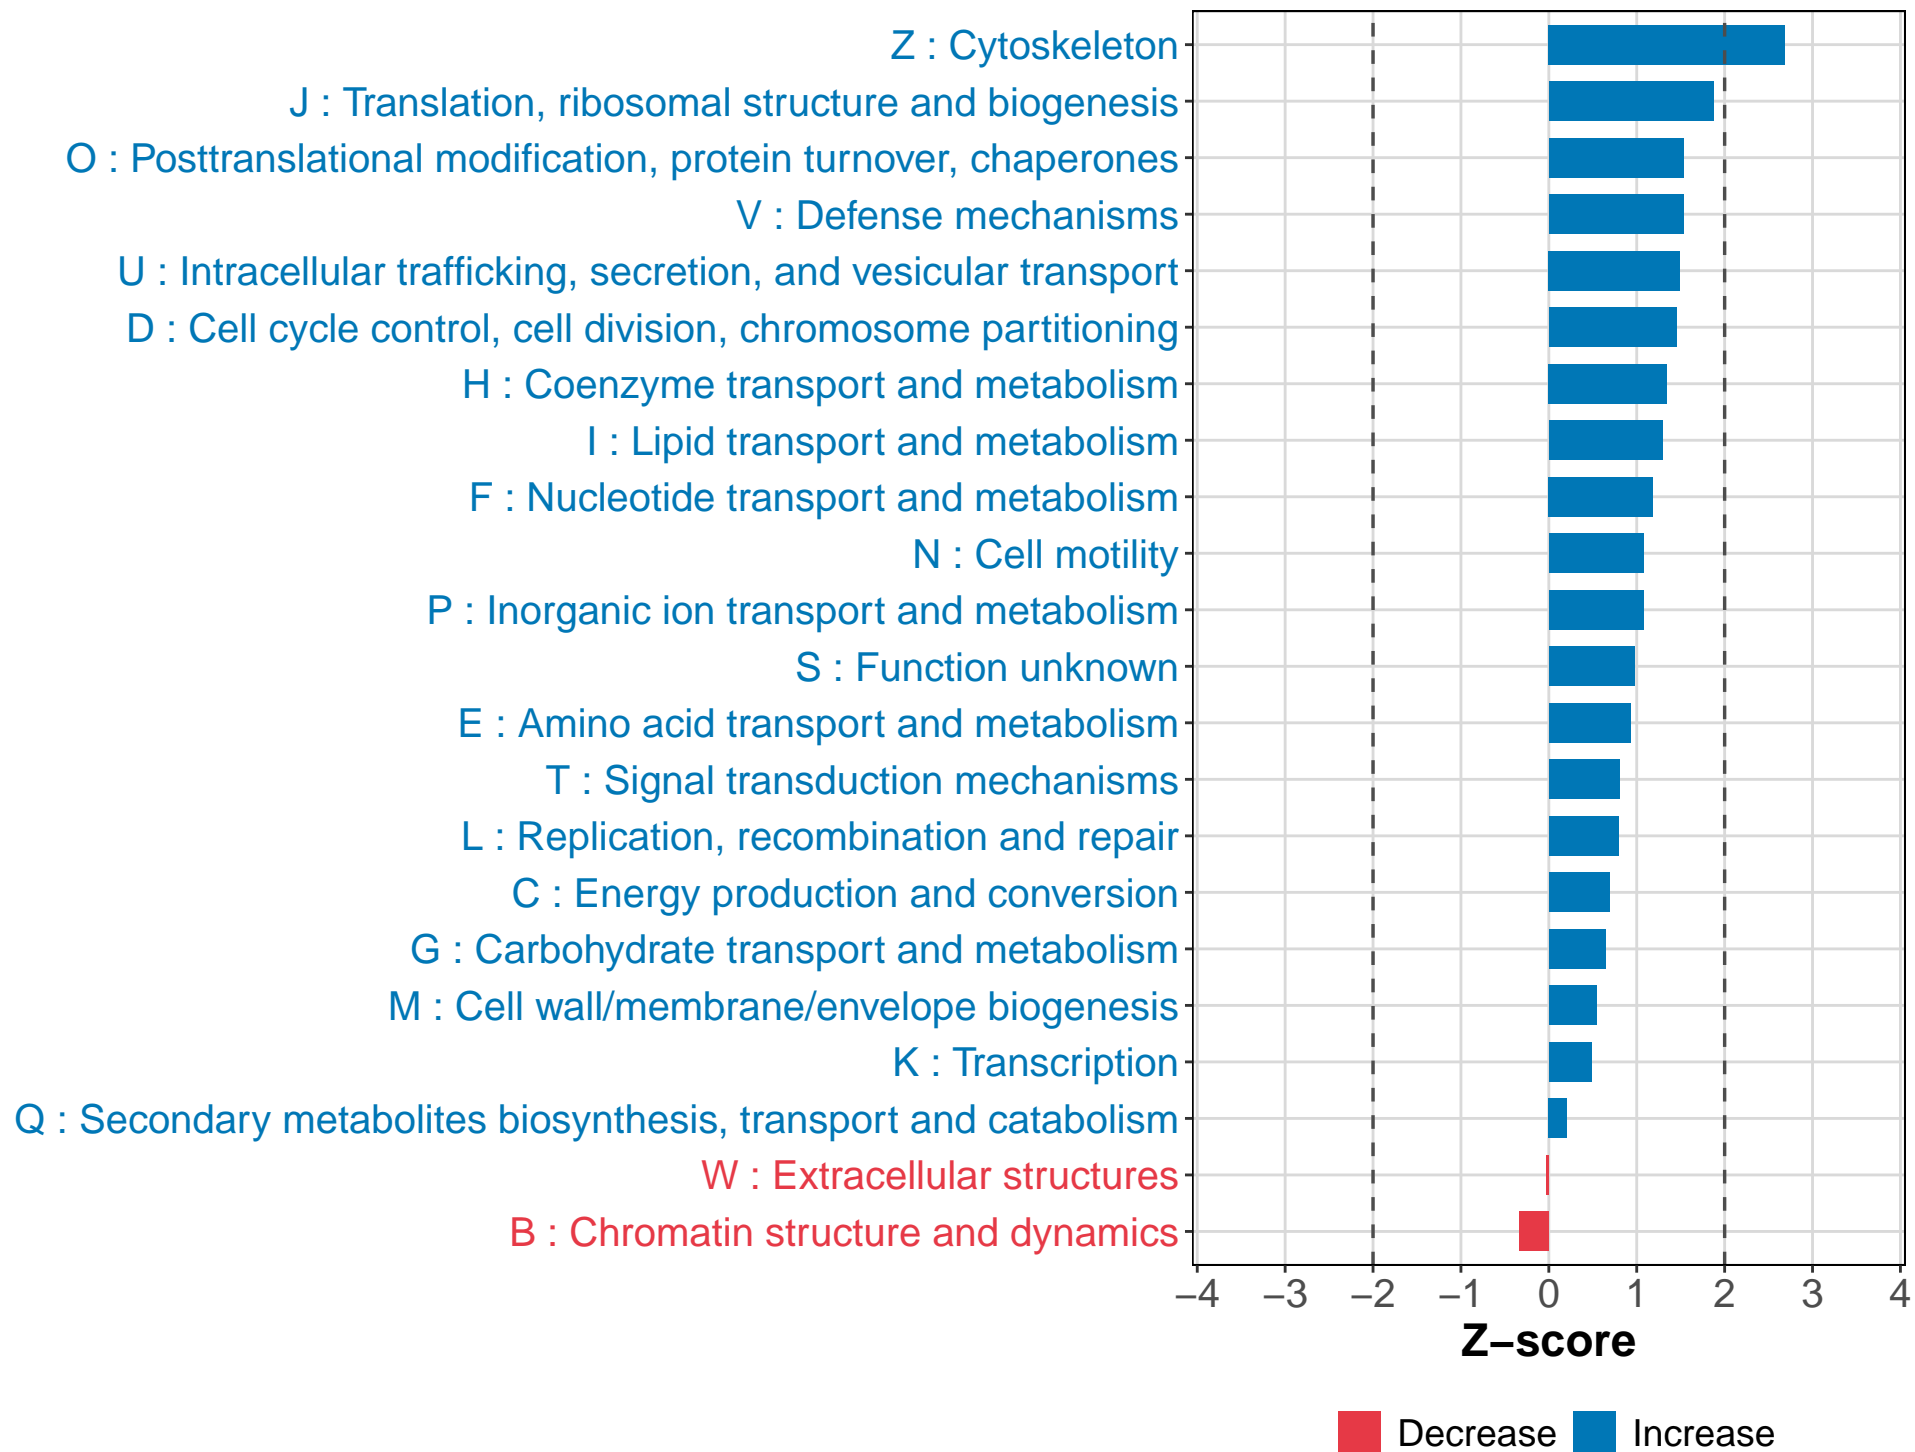 Z : Cytoskeleton
J : Translation, ribosomal structure and biogenesis
O : Posttranslational modification, protein turnover, chaperones
V : Defense mechanisms
U : Intracellular trafficking, secretion, and vesicular transport
D : Cell cycle control, cell division, chromosome partitioning
H : Coenzyme transport and metabolism
I : Lipid transport and metabolism
F : Nucleotide transport and metabolism
N : Cell motility
P : Inorganic ion transport and metabolism
S : Function unknown
E : Amino acid transport and metabolism
T : Signal transduction mechanisms
L : Replication, recombination and repair
C : Energy production and conversion
G : Carbohydrate transport and metabolism
M : Cell wall/membrane/envelope biogenesis
K : Transcription
Q : Secondary metabolites biosynthesis, transport and catabolism
W : Extracellular structures
B : Chromatin structure and dynamics
−4 −3 −2 −1 0 1 2 3 4
Z−score
Decrease Increase